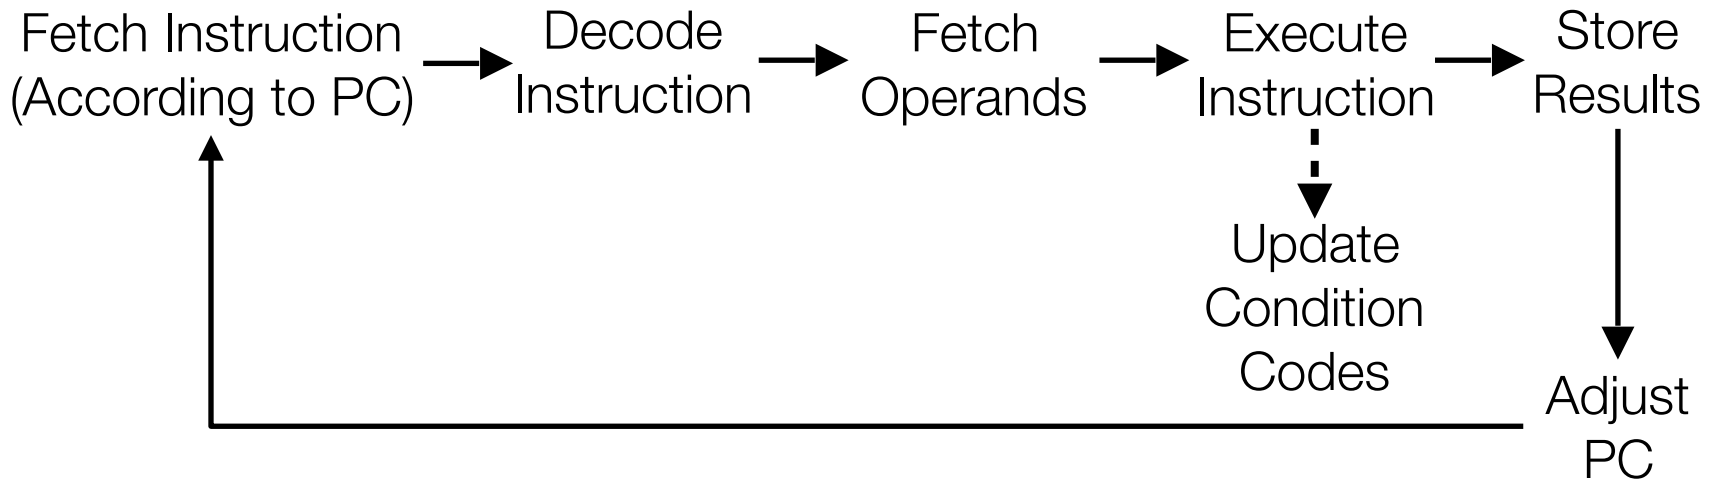 Fetch Instruction
(According to PC)
Decode
Instruction
Fetch
Operands
Execute
Instruction
Store
Results
Update
Condition
Codes
Adjust
PC